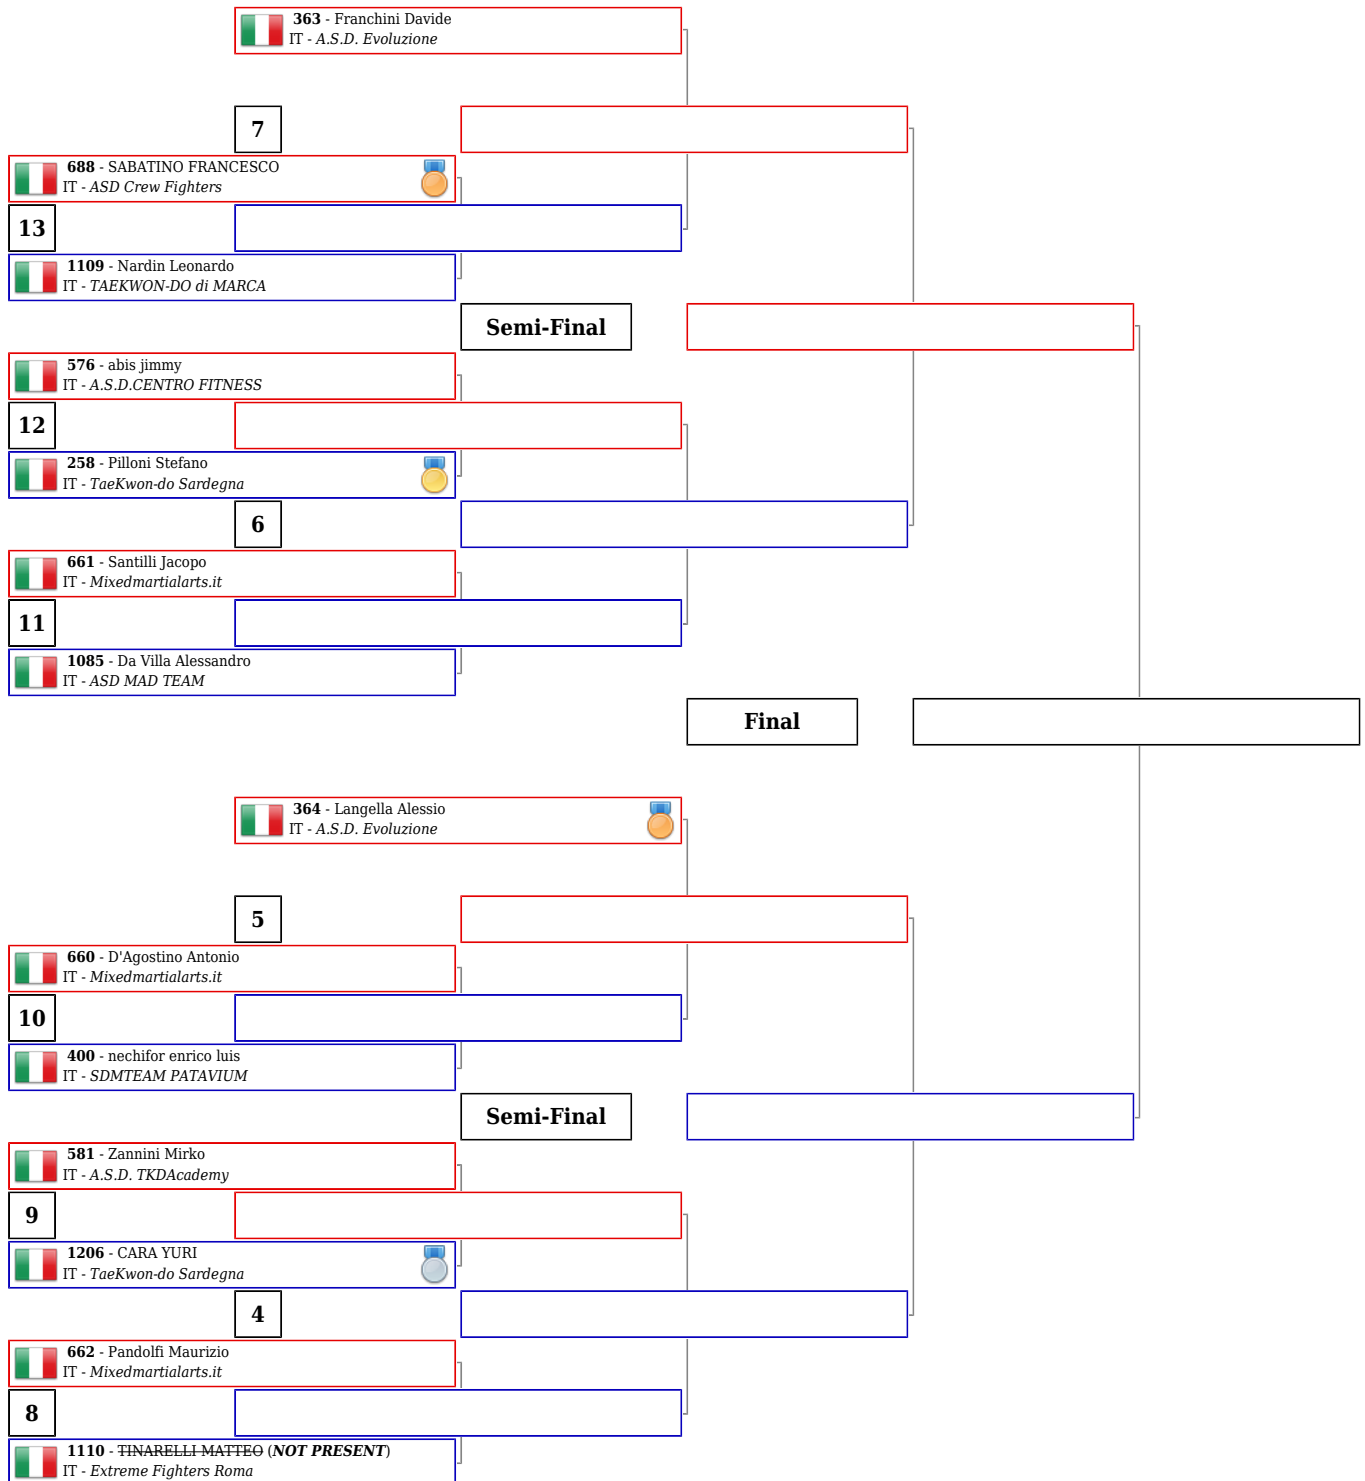 363 - Franchini Davide
IT - A.S.D. Evoluzione
7
688 - SABATINO FRANCESCO
IT - ASD Crew Fighters
13
1109 - Nardin Leonardo
IT - TAEKWON-DO di MARCA
Semi-Final
576 - abis jimmy
IT - A.S.D.CENTRO FITNESS
12
258 - Pilloni Stefano
IT - TaeKwon-do Sardegna
6
661 - Santilli Jacopo
IT - Mixedmartialarts.it
11
1085 - Da Villa Alessandro
IT - ASD MAD TEAM
Final
364 - Langella Alessio
IT - A.S.D. Evoluzione
5
660 - D'Agostino Antonio
IT - Mixedmartialarts.it
10
400 - nechifor enrico luis
IT - SDMTEAM PATAVIUM
Semi-Final
581 - Zannini Mirko
IT - A.S.D. TKDAcademy
9
1206 - CARA YURI
IT - TaeKwon-do Sardegna
4
662 - Pandolfi Maurizio
IT - Mixedmartialarts.it
8
1110 - TINARELLI MATTEO (NOT PRESENT)
IT - Extreme Fighters Roma